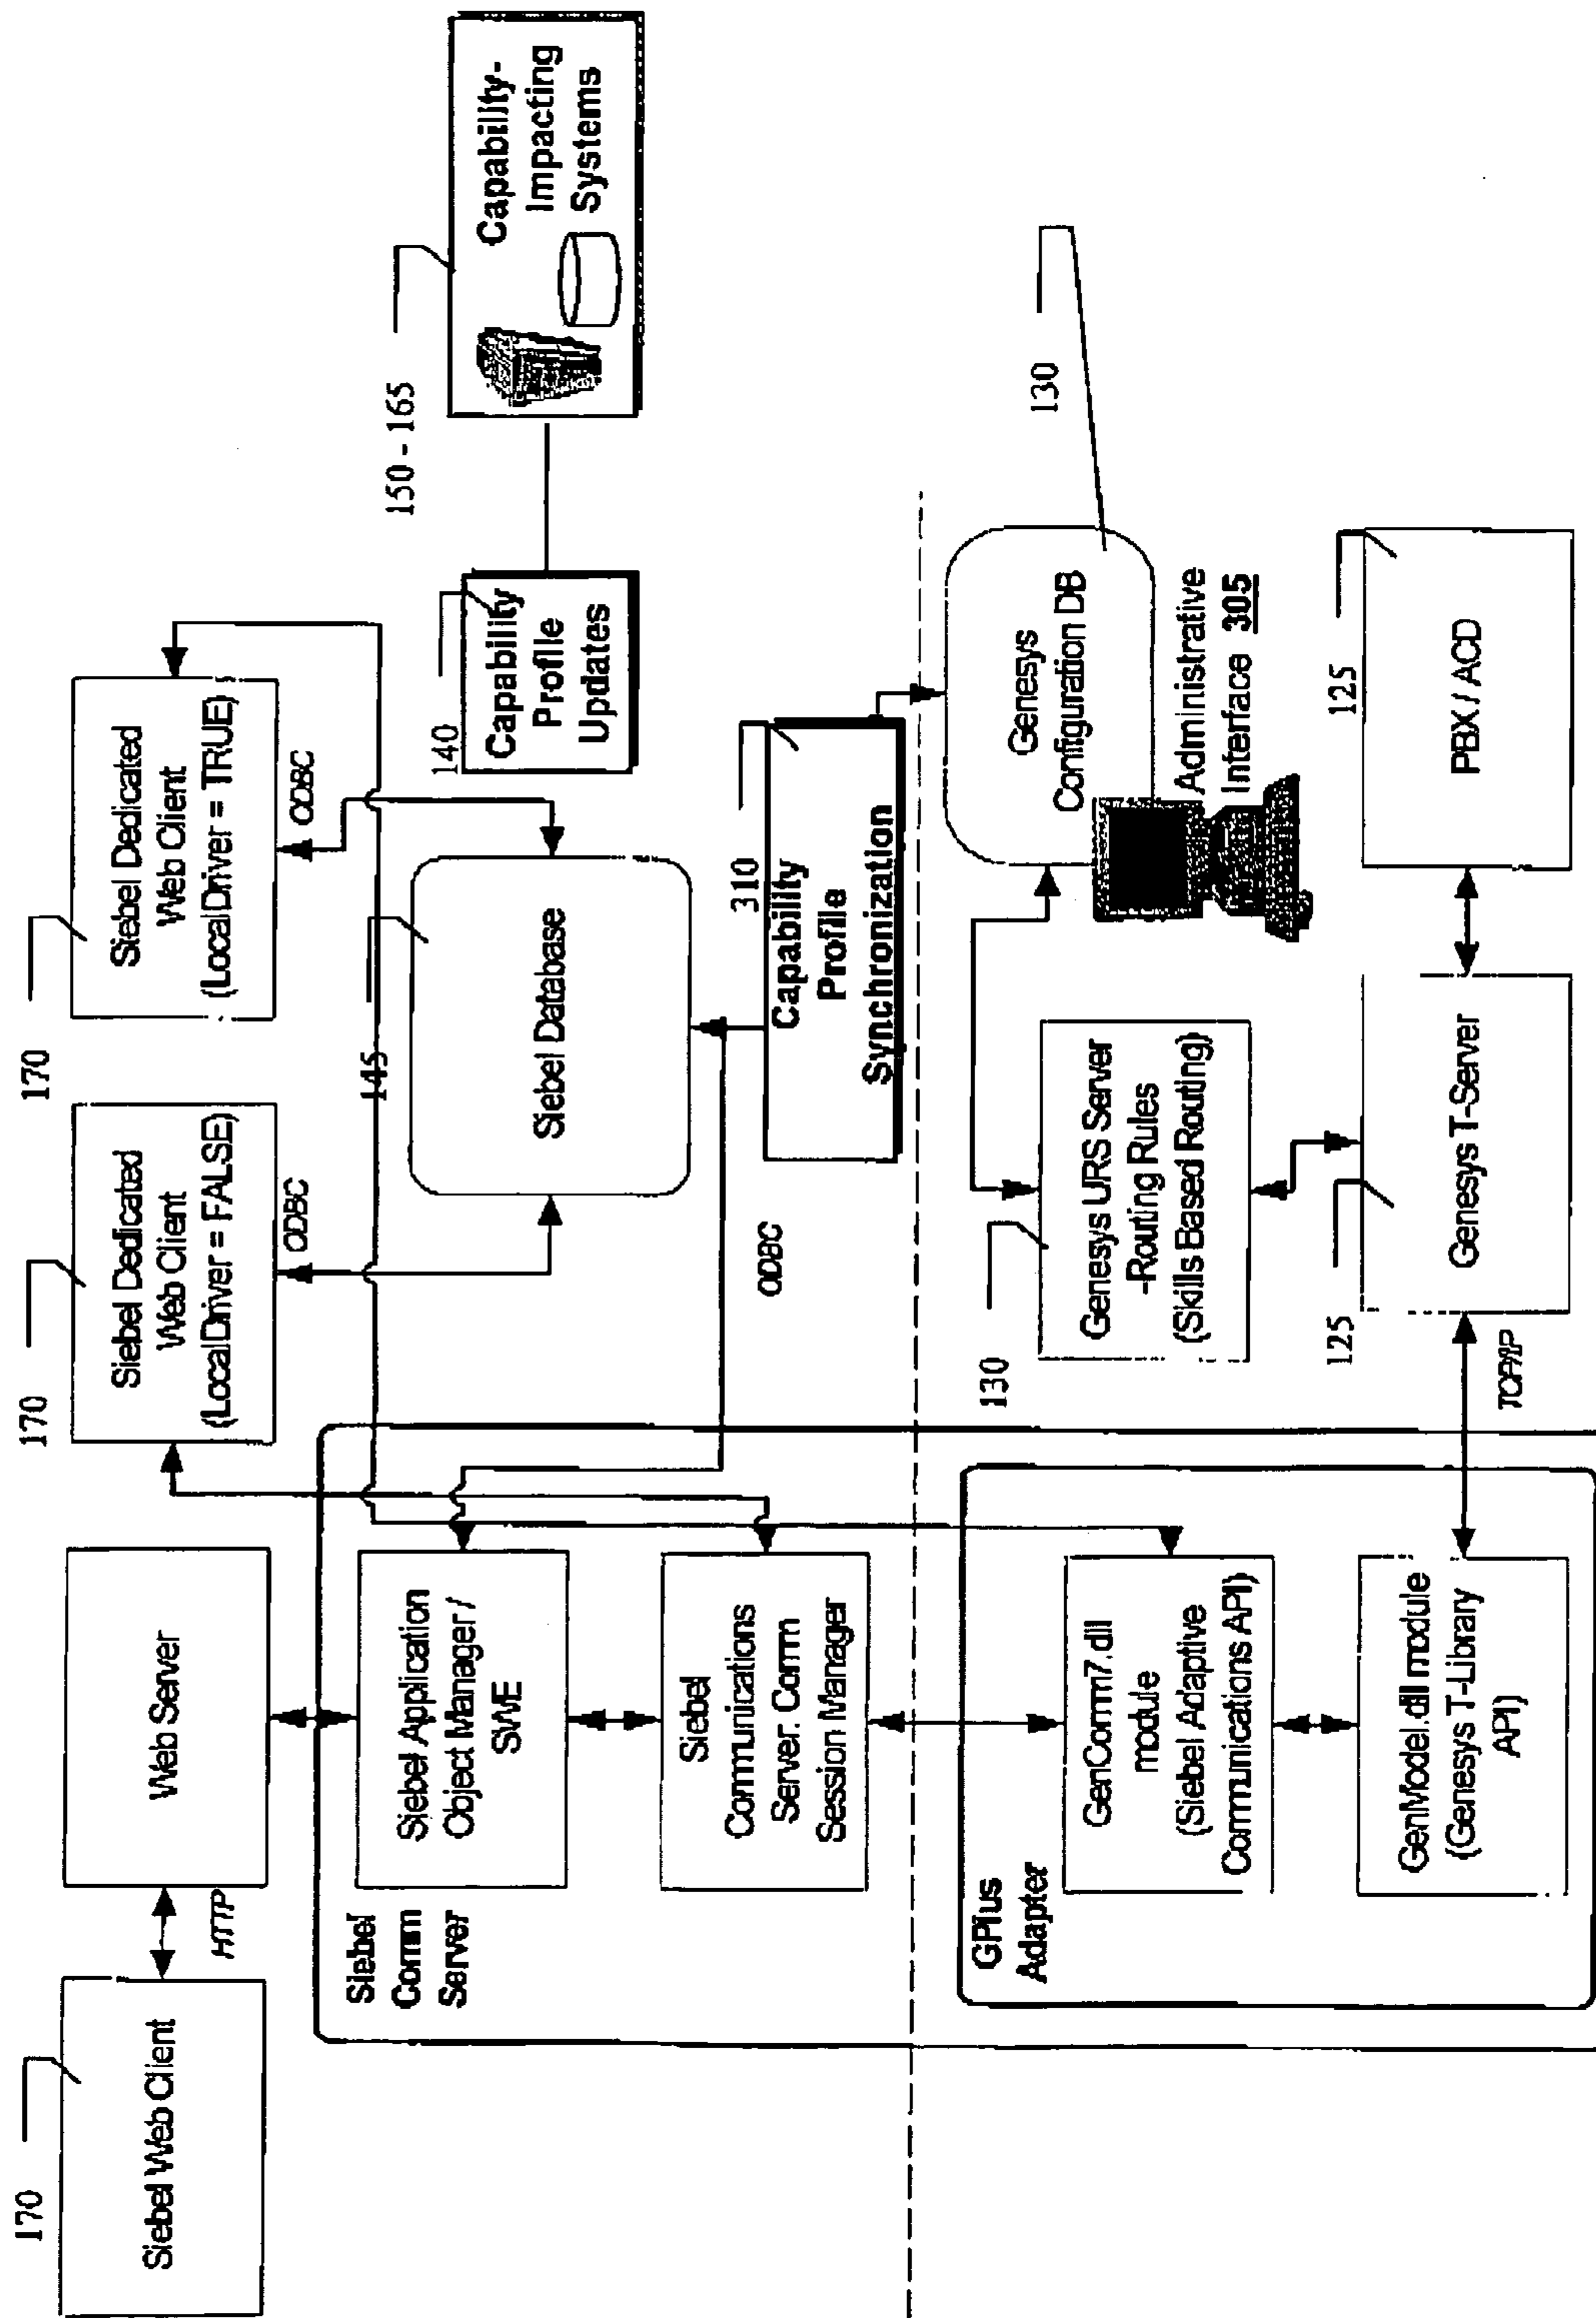 170
Siebel Web Client
HTTP
Web Server
170
Siebel Dedicated
Web Client
(LocalDriver = FALSE)
ODBC
170
Siebel Dedicated
Web Client
(LocalDriver = TRUE)
ODBC
Siebel
Comm
Server
Siebel Application
Object Manager /
SWE
Siebel
Communications
Server. Comm
Session Manager
145
Siebel Database
ODBC
140
Capability
Profile
Updates
150 - 165
Capability-
Impacting
Systems
310
Capability
Profile
Synchronization
GPlus
Adapter
GenComm7.dll
module
(Siebel Adaptive
Communications API)
GenModel.dll module
(Genesys T-Library
API)
TCP/IP
130
Genesys URS Server
-Routing Rules
(Skills Based Routing)
Genesys
Configuration DB
130
Administrative
Interface 305
125
Genesys T-Server
125
PBX / ACD